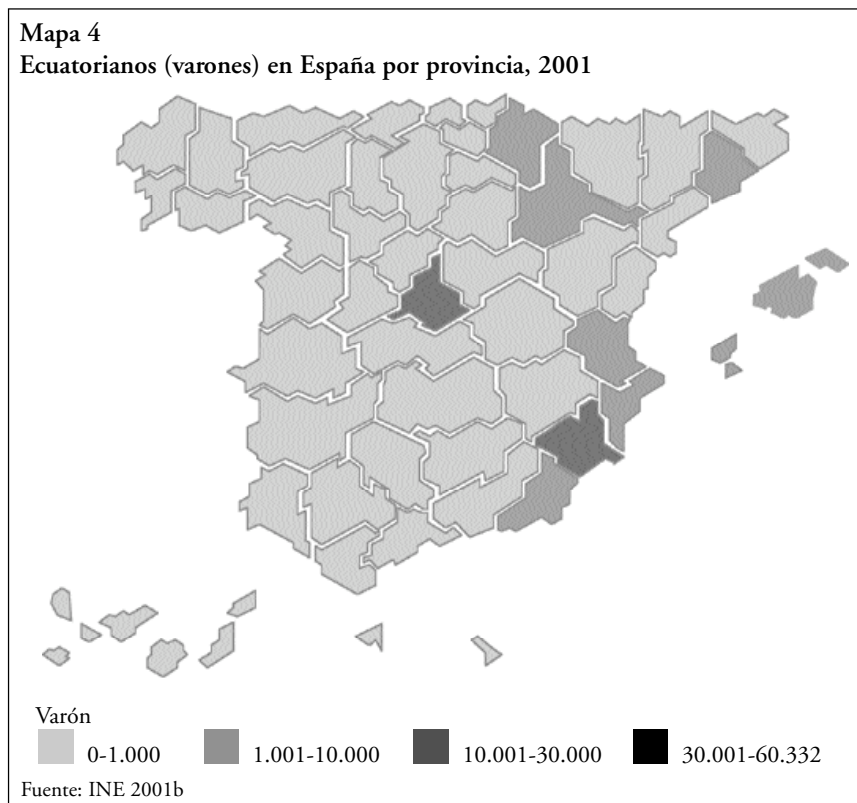 Mapa 4
Ecuatorianos (varones) en España por provincia, 2001
Varón
0-1.000 1.001-10.000 10.001-30.000 30.001-60.332
Fuente: INE 2001b